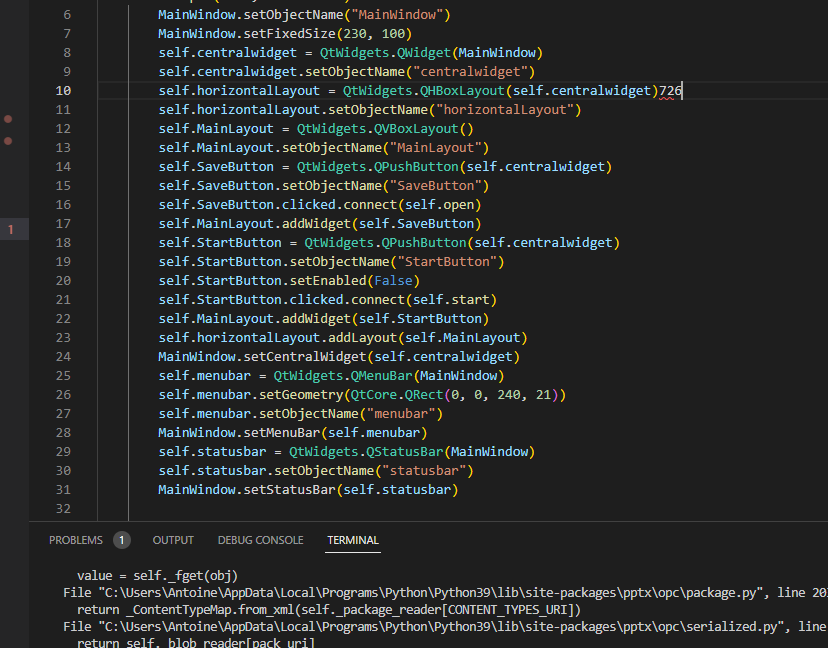 6 MainWindow.setObjectName("MainWindow")
7 MainWindow.setFixedSize(230, 100)
8 self.centralwidget = QtWidgets.QWidget(MainWindow)
9 self.centralwidget.setObjectName("centralwidget")
10 self.horizontalLayout = QtWidgets.QHBoxLayout(self.centralwidget)726
11 self.horizontalLayout.setObjectName("horizontalLayout")
12 self.MainLayout = QtWidgets.QVBoxLayout()
13 self.MainLayout.setObjectName("MainLayout")
14 self.SaveButton = QtWidgets.QPushButton(self.centralwidget)
15 self.SaveButton.setObjectName("SaveButton")
16 self.SaveButton.clicked.connect(self.open)
1 17 self.MainLayout.addWidget(self.SaveButton)
18 self.StartButton = QtWidgets.QPushButton(self.centralwidget)
19 self.StartButton.setObjectName("StartButton")
20 self.StartButton.setEnabled(False)
21 self.StartButton.clicked.connect(self.start)
22 self.MainLayout.addWidget(self.StartButton)
23 self.horizontalLayout.addLayout(self.MainLayout)
24 MainWindow.setCentralWidget(self.centralwidget)
25 self.menubar = QtWidgets.QMenuBar(MainWindow)
26 self.menubar.setGeometry(QtCore.QRect(0, 0, 240, 21))
27 self.menubar.setObjectName("menubar")
28 MainWindow.setMenuBar(self.menubar)
29 self.statusbar = QtWidgets.QStatusBar(MainWindow)
30 self.statusbar.setObjectName("statusbar")
31 MainWindow.setStatusBar(self.statusbar)
32
PROBLEMS 1 OUTPUT DEBUG CONSOLE TERMINAL
value = self._fget(obj)
File "C:\Users\Antoine\AppData\Local\Programs\Python\Python39\lib\site-packages\pptx\opc\package.py", line
return _ContentTypeMap.from_xml(self._package_reader[CONTENT_TYPES_URI])
File "C:\Users\Antoine\AppData\Local\Programs\Python\Python39\lib\site-packages\pptx\opc\serialized.py", line
return self._blob_reader[pack_uri]